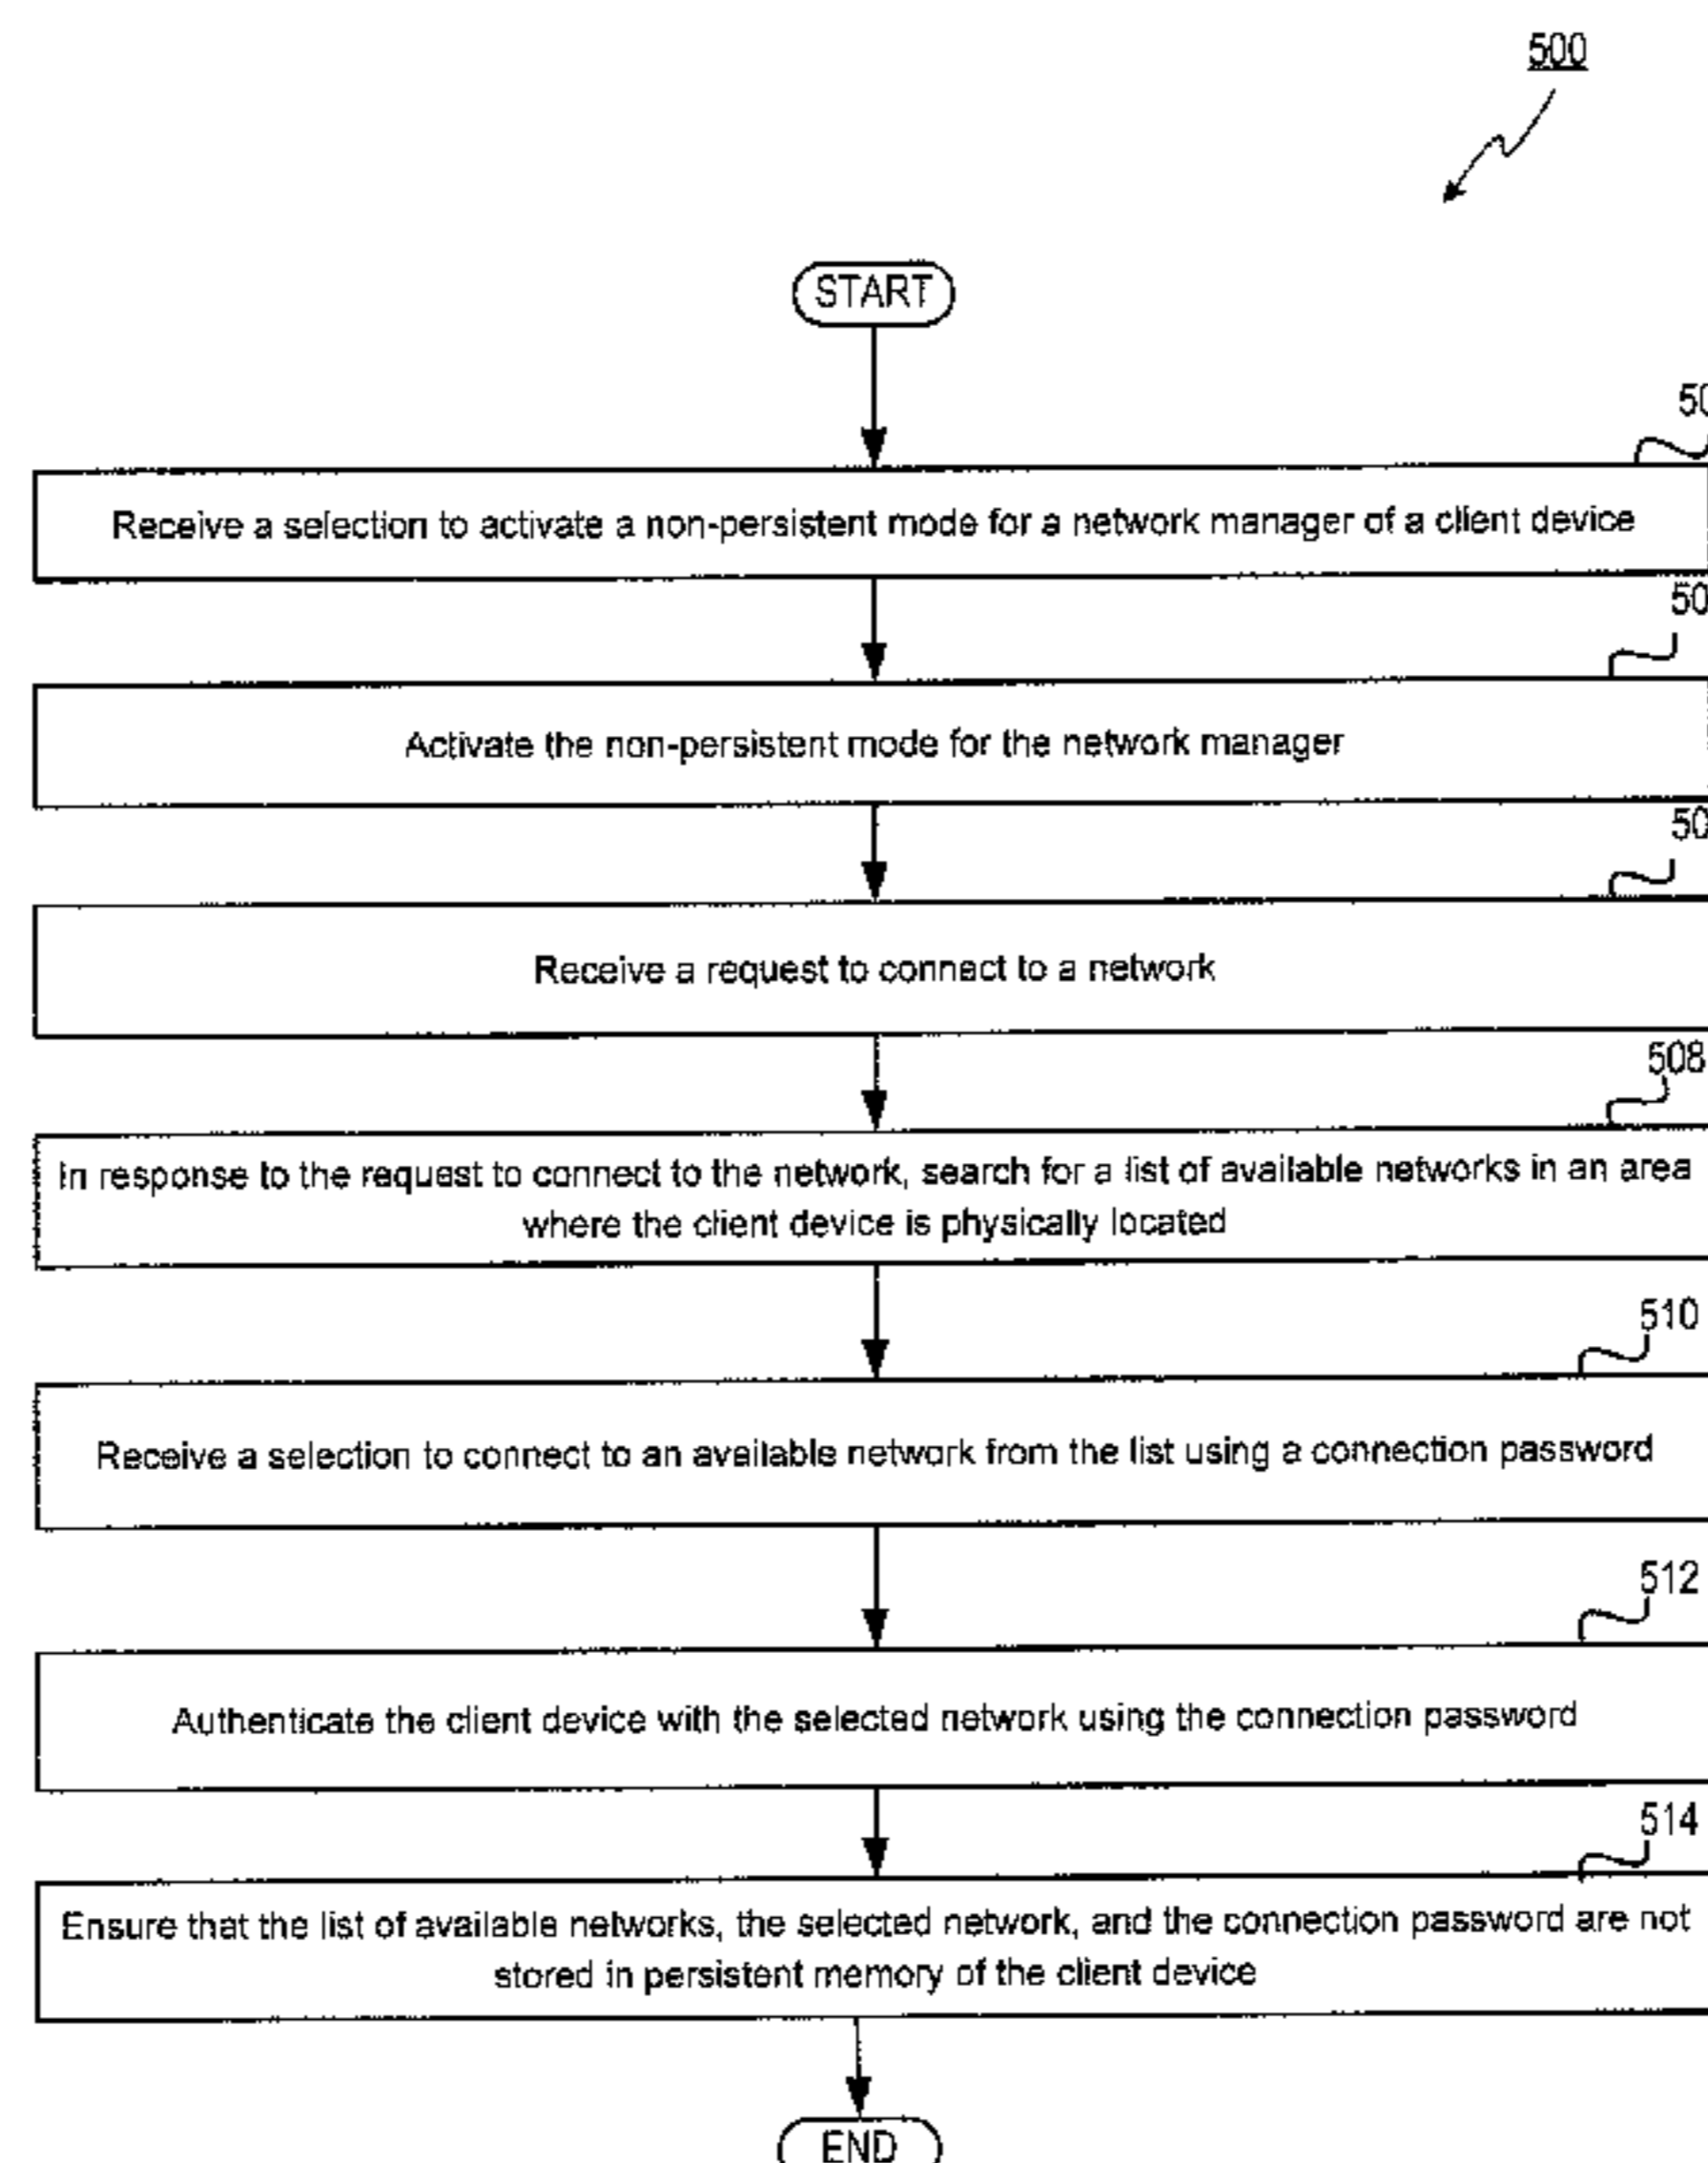 500
START
Receive a selection to activate a non-persistent mode for a network manager of a client device
Activate the non-persistent mode for the network manager
Receive a request to connect to a network
508
In response to the request to connect to the network, search for a list of available networks in an area
where the client device is physically located
510
Receive a selection to connect to an available network from the list using a connection password
512
Authenticate the client device with the selected network using the connection password
514
Ensure that the list of available networks, the selected network, and the connection password are not
stored in persistent memory of the client device
END